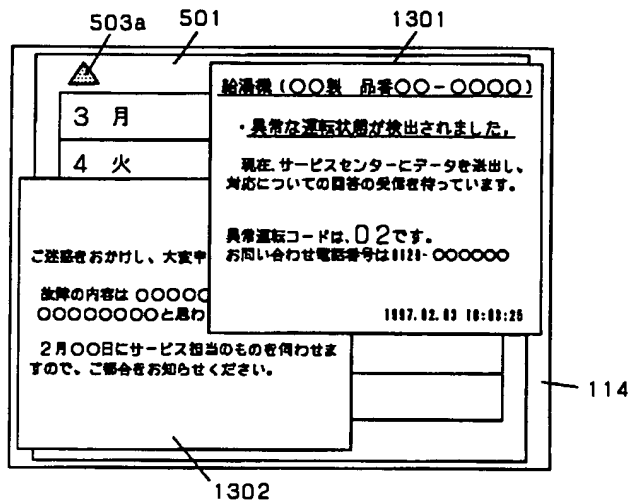 503a
501
1301
給湯機(○○製 品番○○-○○○○)
・異常な運転状態が検出されました。
現在、サービスセンターにデータを送出し、
対応についての回答の受信を待っています。
異常運転コードは、02です。
お問い合わせ電話番号は0120-○○○○○○
1997.02.03 10:03:25
3 月
4 火
ご迷惑をおかけし、大変申
故障の内容は ○○○○○
○○○○○○○○と思わ
2月○○日にサービス担当のものを伺わせま
すので、ご都合をお知らせください。
114
1302